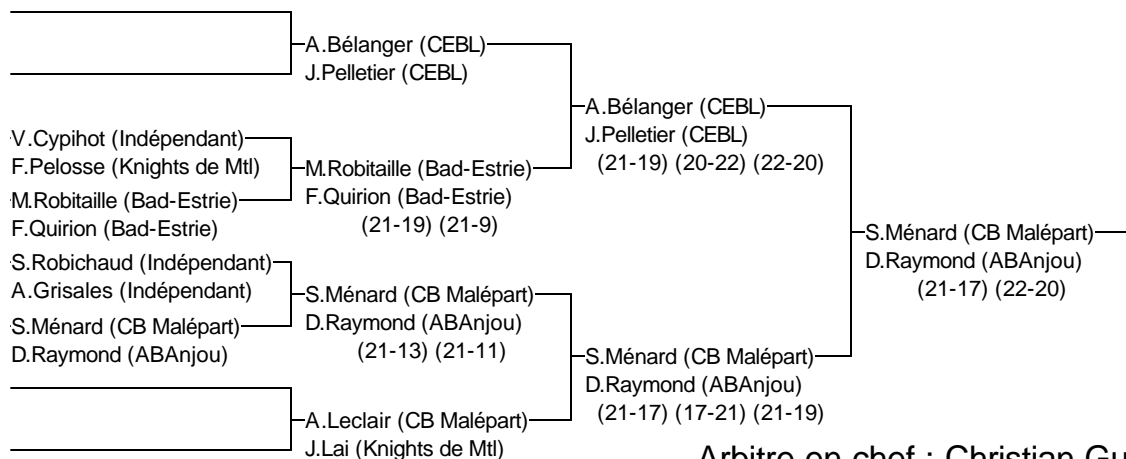 A.Bélanger (CEBL)
J.Pelletier (CEBL)
A.Bélanger (CEBL)
J.Pelletier (CEBL)
(21-19) (20-22) (22-20)
V.Cypihot (Indépendant)
F.Pelosse (Knights de Mtl)
M.Robitaille (Bad-Estrie)
F.Quirion (Bad-Estrie)
(21-19) (21-9)
M.Robitaille (Bad-Estrie)
F.Quirion (Bad-Estrie)
S.Ménard (CB Malépart)
D.Raymond (ABAnjou)
(21-17) (22-20)
S.Robichaud (Indépendant)
A.Grisales (Indépendant)
S.Ménard (CB Malépart)
D.Raymond (ABAnjou)
(21-13) (21-11)
S.Ménard (CB Malépart)
D.Raymond (ABAnjou)
S.Ménard (CB Malépart)
D.Raymond (ABAnjou)
(21-17) (17-21) (21-19)
A.Leclair (CB Malépart)
J.Lai (Knights de Mtl)
Arbitre en chef : Christian Gu